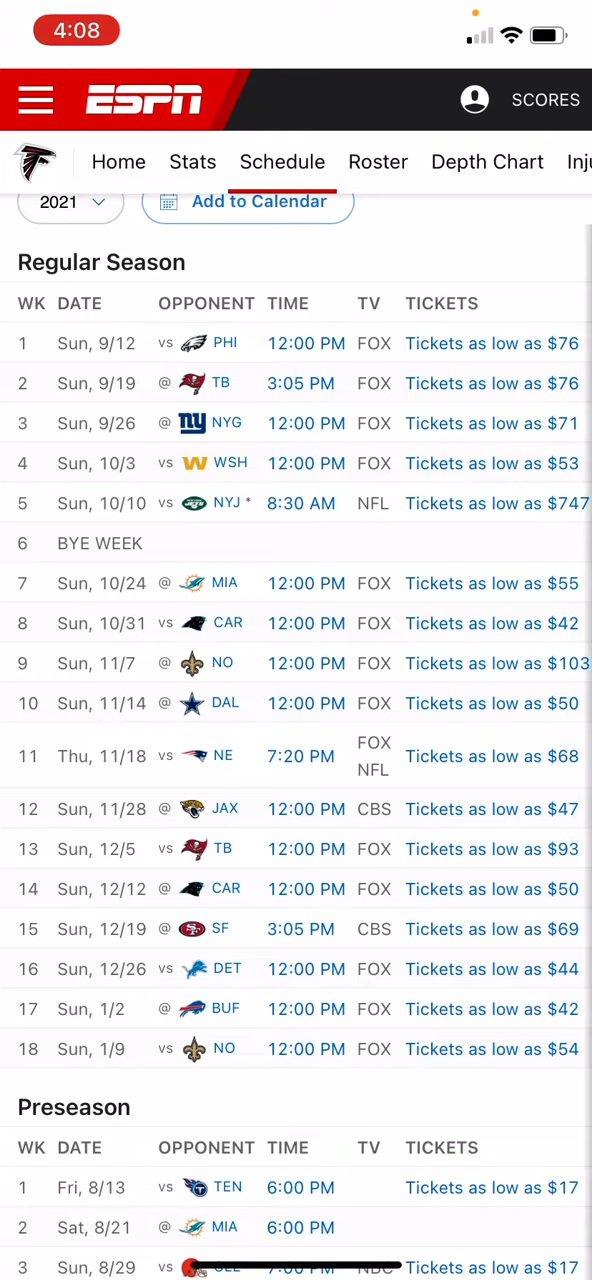 4:08
ESPN
SCORES
Home Stats Schedule Roster Depth Chart Inj
2021 Add to Calendar
Regular Season
WK DATE OPPONENT TIME TV TICKETS
1 Sun, 9/12 vs PHI 12:00 PM FOX Tickets as low as $76
2 Sun, 9/19 @ TB 3:05 PM FOX Tickets as low as $76
3 Sun, 9/26 @ ny NYG 12:00 PM FOX Tickets as low as $71
4 Sun, 10/3 vs W WSH 12:00 PM FOX Tickets as low as $53
5 Sun, 10/10 vs NYJ * 8:30 AM NFL Tickets as low as $747
6 BYE WEEK
7 Sun, 10/24 @ MIA 12:00 PM FOX Tickets as low as $55
8 Sun, 10/31 vs CAR 12:00 PM FOX Tickets as low as $42
9 Sun, 11/7 @ NO 12:00 PM FOX Tickets as low as $103
10 Sun, 11/14 @ DAL 12:00 PM FOX Tickets as low as $50
11 Thu, 11/18 vs NE 7:20 PM FOX NFL Tickets as low as $68
12 Sun, 11/28 @ JAX 12:00 PM CBS Tickets as low as $47
13 Sun, 12/5 vs TB 12:00 PM FOX Tickets as low as $93
14 Sun, 12/12 @ CAR 12:00 PM FOX Tickets as low as $50
15 Sun, 12/19 @ SF 3:05 PM CBS Tickets as low as $69
16 Sun, 12/26 vs DET 12:00 PM FOX Tickets as low as $44
17 Sun, 1/2 @ BUF 12:00 PM FOX Tickets as low as $42
18 Sun, 1/9 vs NO 12:00 PM FOX Tickets as low as $54
Preseason
WK DATE OPPONENT TIME TV TICKETS
1 Fri, 8/13 vs TEN 6:00 PM Tickets as low as $17
2 Sat, 8/21 @ MIA 6:00 PM
3 Sun, 8/29 vs 7:00 PM NBC Tickets as low as $17